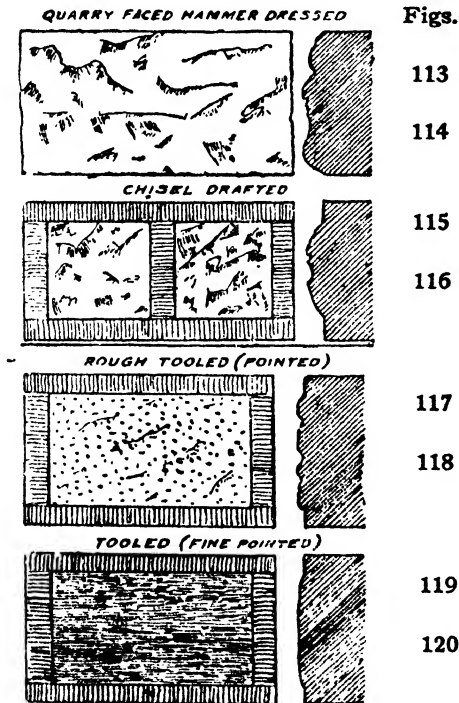 QUARRY FACED HAMMER DRESSED
Figs.
113
114
CHISEL DRAFTED
115
116
ROUGH TOOLED (POINTED)
117
118
TOOLED (FINE POINTED)
119
120